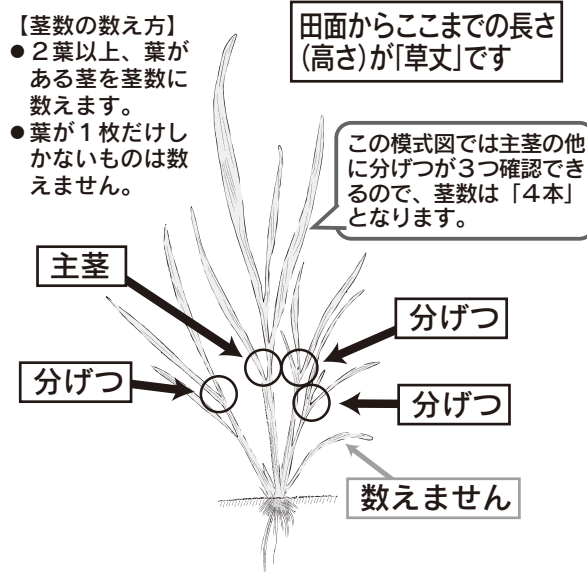 【茎数の数え方】
●２葉以上、葉が
ある茎を茎数に
数えます。
●葉が１枚だけし
かないものは数
えません。
田面からここまでの長さ
(高さ)が「草丈」です
この模式図では主茎の他
に分げつが３つ確認でき
るので、茎数は「４本」
となります。
主茎
分げつ
分げつ
分げつ
数えません